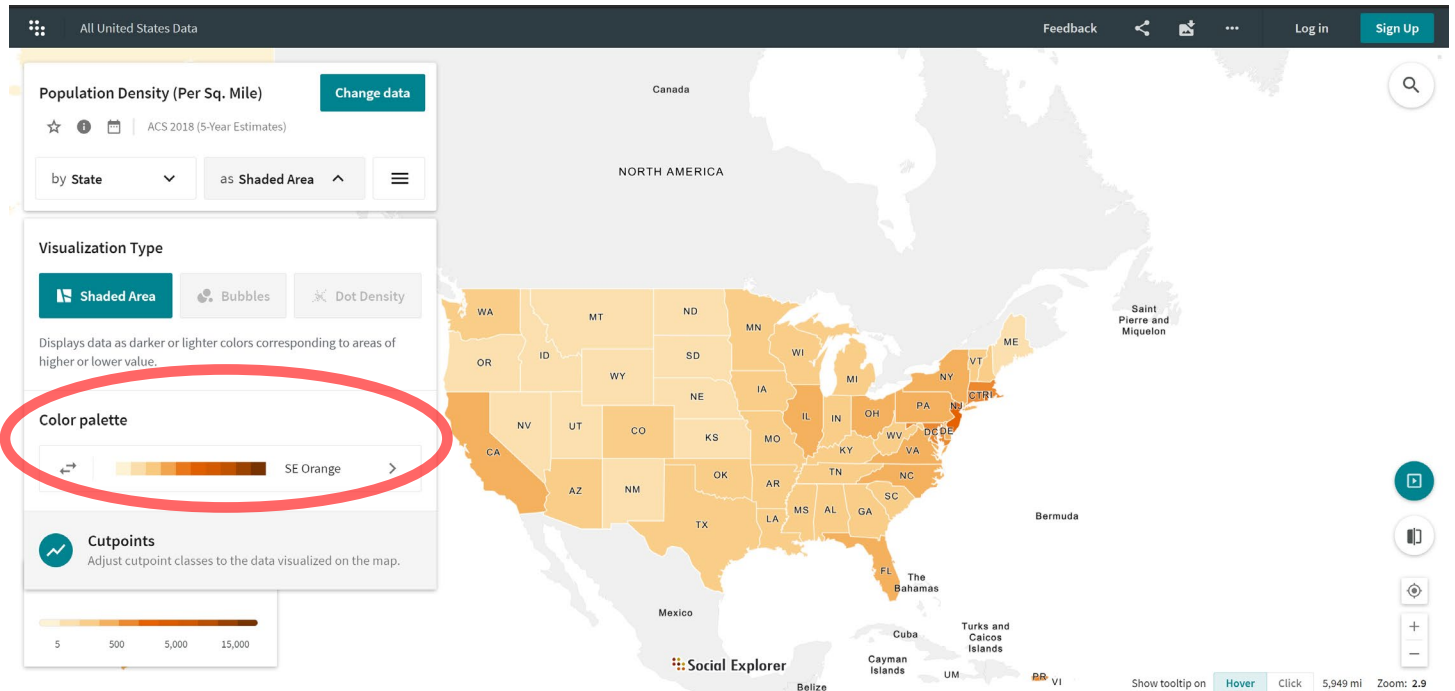 All United States Data
Feedback
Log in
Sign Up
Population Density (Per Sq. Mile)
Change data
ACS 2018 (5-Year Estimates)
by State
as Shaded Area
Visualization Type
Shaded Area
Bubbles
Dot Density
Displays data as darker or lighter colors corresponding to areas of
higher or lower value.
Color palette
SE Orange
Cutpoints
Adjust cutpoint classes to the data visualized on the map.
5 500 5,000 15,000
Canada
NORTH AMERICA
Saint
Pierre and
Miquelon
WA
MT
ND
MN
ME
OR
ID
SD
WI
VT
WY
MI
NY
CT RI
NE
IA
PA
NJ
NV
UT
CO
IL
IN
OH
DC DE
CA
KS
MO
WV
KY
VA
AZ
NM
OK
AR
TN
NC
SC
TX
LA
MS
AL
GA
FL
Bermuda
The
Bahamas
Mexico
Cuba
Turks and
Caicos
Islands
Cayman
Islands
UM
PR
VI
Belize
Social Explorer
Show tooltip on Hover Click 5,949 mi Zoom: 2.9